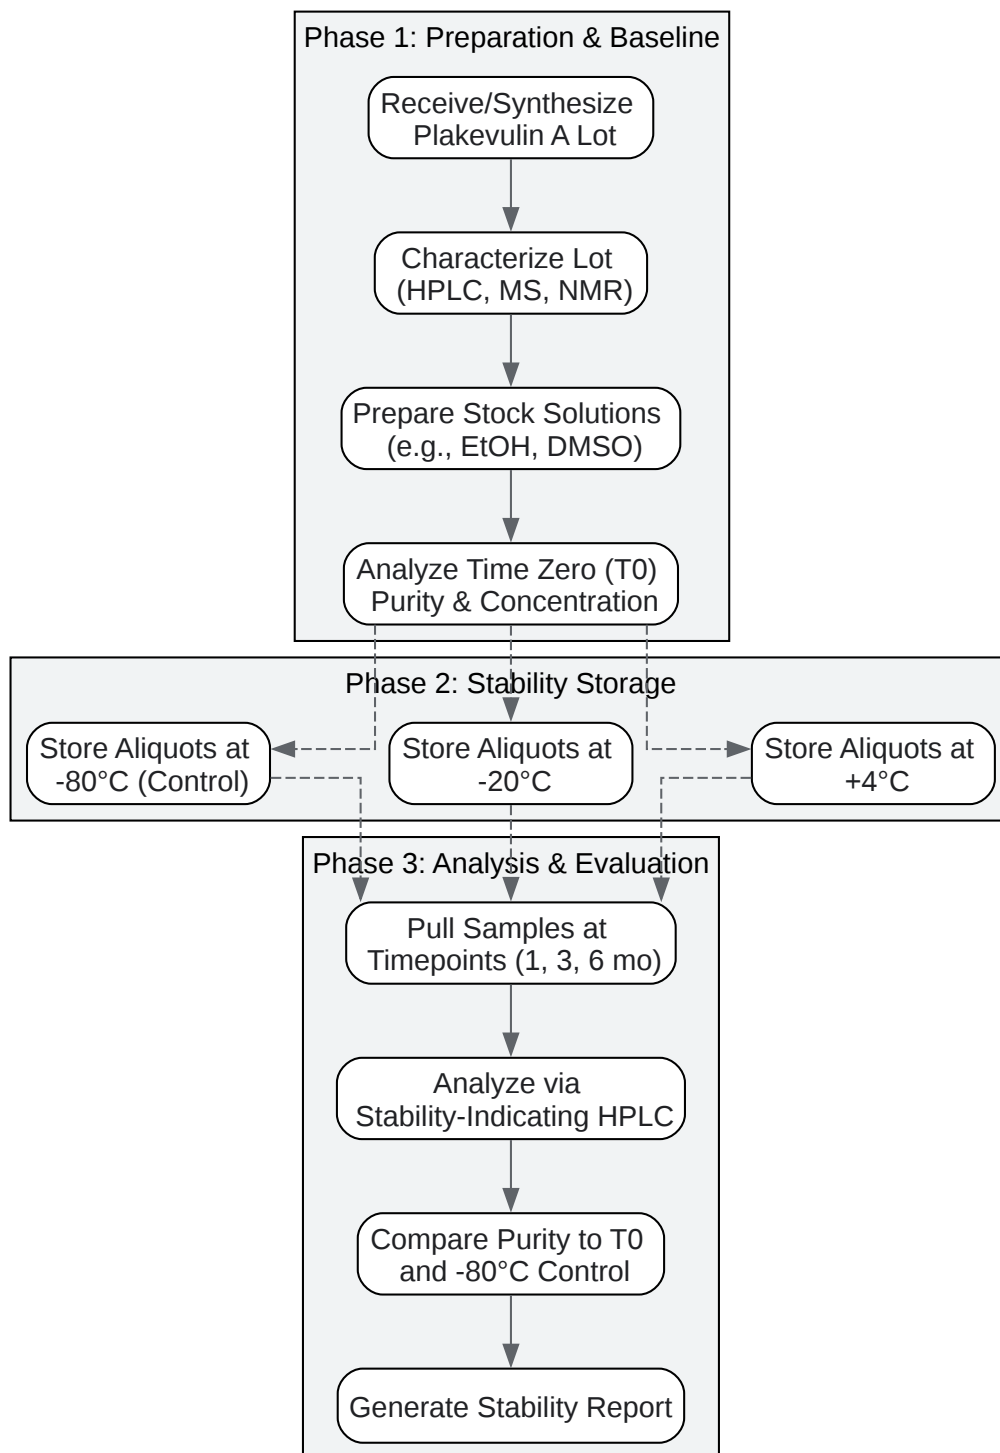 Phase 1: Preparation & Baseline
Receive/Synthesize
Plakevulin A Lot
Characterize Lot
(HPLC, MS, NMR)
Prepare Stock Solutions
(e.g., EtOH, DMSO)
Analyze Time Zero (T0)
Purity & Concentration
Phase 2: Stability Storage
Store Aliquots at
-80°C (Control)
Store Aliquots at
-20°C
Store Aliquots at
+4°C
Phase 3: Analysis & Evaluation
Pull Samples at
Timepoints (1, 3, 6 mo)
Analyze via
Stability-Indicating HPLC
Compare Purity to T0
and -80°C Control
Generate Stability Report